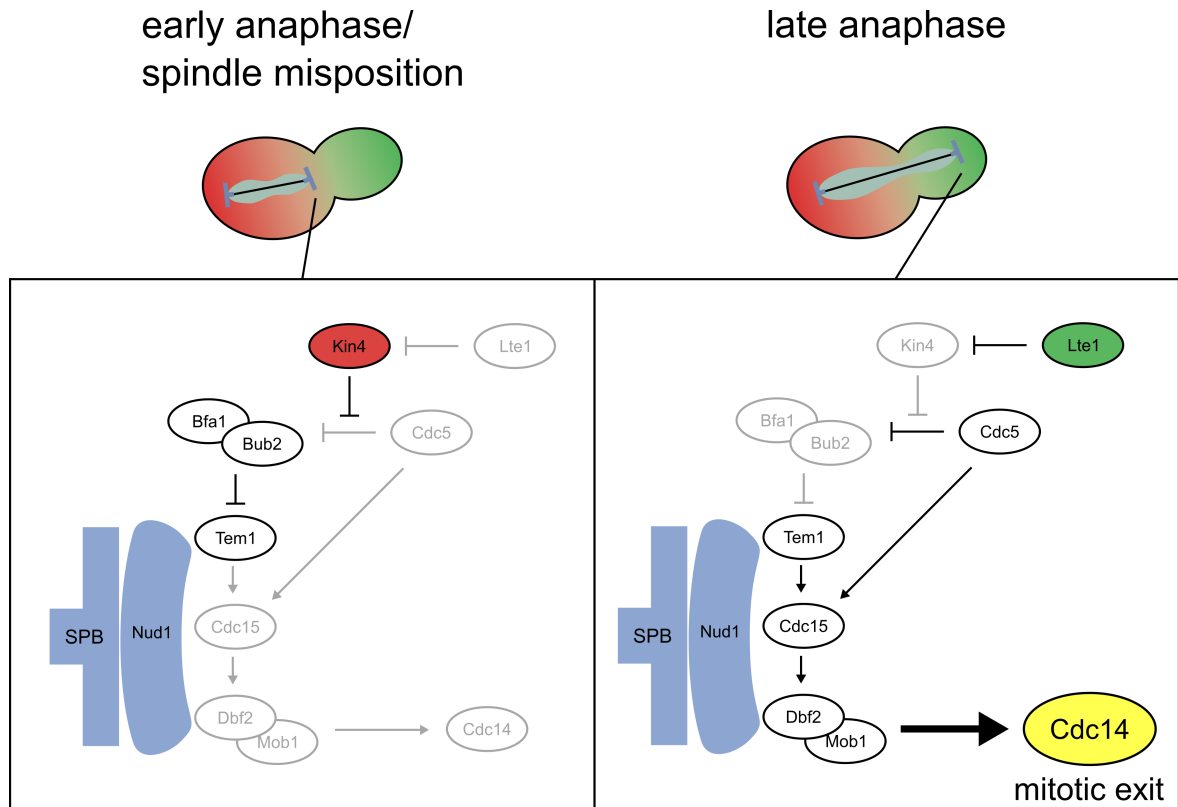 early anaphase/
spindle misposition
late anaphase
Kin4
Lte1
Bfa1
Bub2
Cdc5
Tem1
Cdc15
SPB
Nud1
Dbf2
Mob1
Cdc14
Kin4
Lte1
Bfa1
Bub2
Cdc5
Tem1
Cdc15
SPB
Nud1
Dbf2
Mob1
Cdc14
mitotic exit